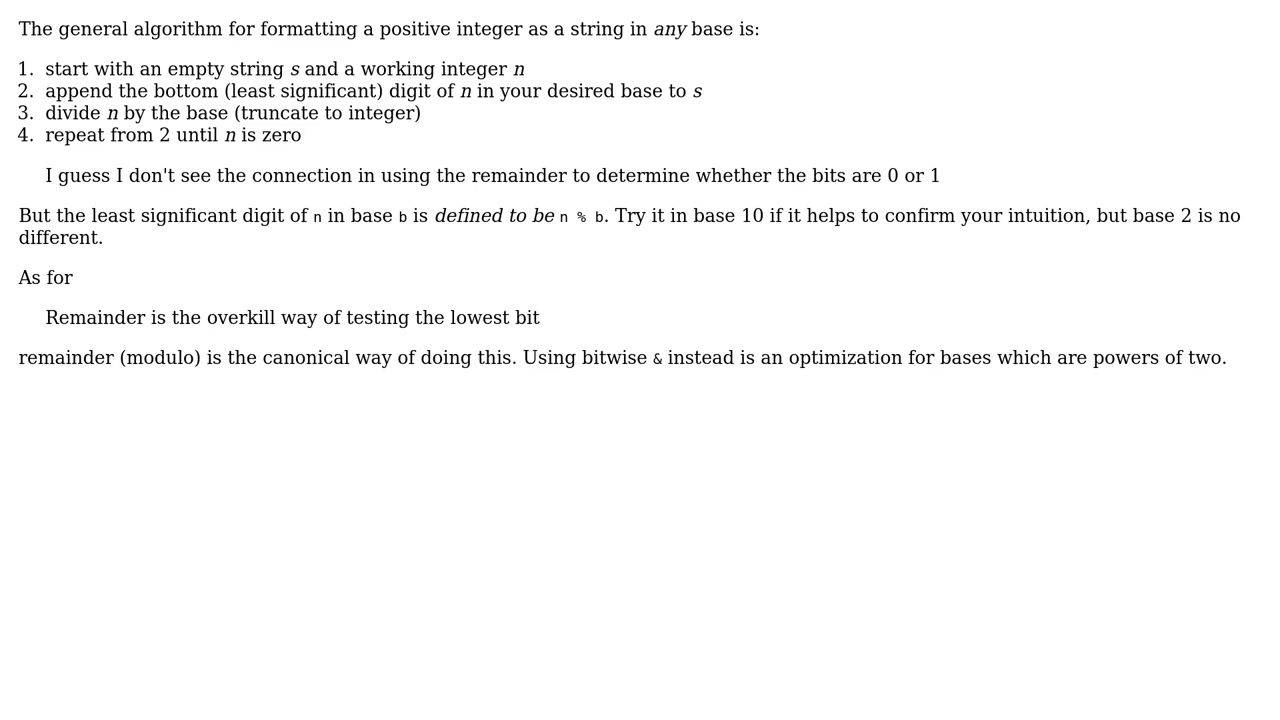 The general algorithm for formatting a positive integer as a string in any base is:
1. start with an empty string s and a working integer n
2. append the bottom (least significant) digit of n in your desired base to s
3. divide n by the base (truncate to integer)
4. repeat from 2 until n is zero
I guess I don't see the connection in using the remainder to determine whether the bits are 0 or 1
But the least significant digit of n in base b is defined to be n % b. Try it in base 10 if it helps to confirm your intuition, but base 2 is no
different.
As for
Remainder is the overkill way of testing the lowest bit
remainder (modulo) is the canonical way of doing this. Using bitwise & instead is an optimization for bases which are powers of two.